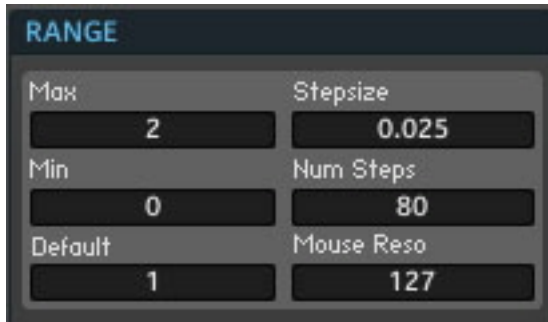 RANGE
Max Stepsize
2 0.025
Min Num Steps
0 80
Default Mouse Reso
1 127